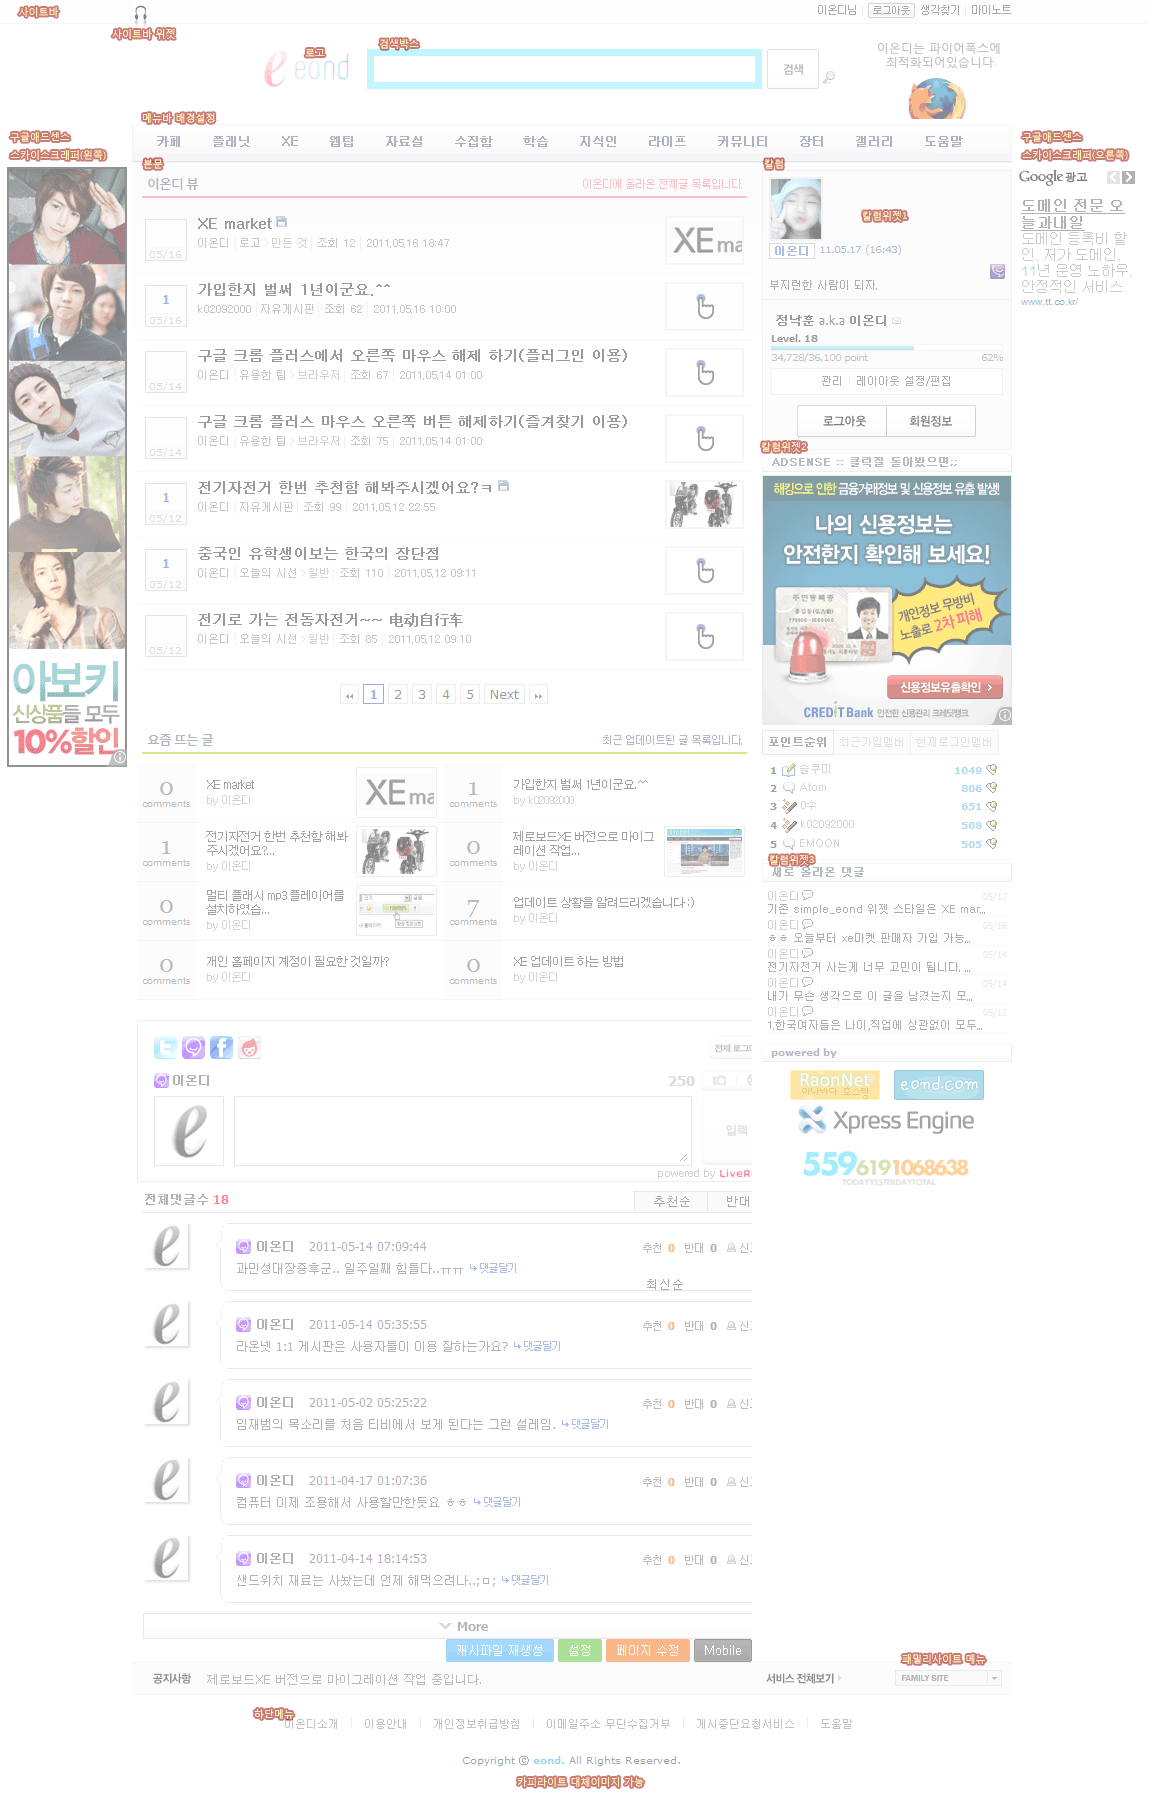 사이트바
이온디님 로그아웃 생각찾기 마이노트
사이트바 위젯
로고
검색박스
eond
검색
이온디는 파이어폭스에
최적화되어있습니다.
메뉴바 배경설정
카페 플래닛 XE 웹팁 자료실 수집함 학습 지식인 라이프 커뮤니티 장터 갤러리 도움말
구글애드센스
스카이스크래퍼(왼쪽)
아보키
신상품들 모두
10%할인
본문
이온디 뷰
이온디에 올라온 전체글 목록입니다.
05/16
XE market
이온디 로고 > 만든 것 조회 12 2011.05.16 18:47
XE ma
1
05/16
가입한지 벌써 1년이군요.^^
k02092000 자유게시판 조회 62 2011.05.16 10:00
05/14
구글 크롬 플러스에서 오른쪽 마우스 해제 하기(플러그인 이용)
이온디 유용한 팁 > 브라우저 조회 67 2011.05.14 01:00
05/14
구글 크롬 플러스 마우스 오른쪽 버튼 해제하기(즐겨찾기 이용)
이온디 유용한 팁 > 브라우저 조회 75 2011.05.14 01:00
1
05/12
전기자전거 한번 추천함 해봐주시겠어요?ㅋ
이온디 자유게시판 조회 99 2011.05.12 22:55
1
05/12
중국인 유학생이보는 한국의 장단점
이온디 오늘의 시선 > 일반 조회 110 2011.05.12 09:11
05/12
전기로 가는 전동자전거~~ 电动自行车
이온디 오늘의 시선 > 일반 조회 85 2011.05.12 09:10
1 2 3 4 5 Next
요즘 뜨는 글
최근 업데이트된 글 목록입니다.
0 comments
XE market
by 이온디
XE ma
1 comments
가입한지 벌써 1년이군요.^^
by k02092000
1 comments
전기자전거 한번 추천함 해봐
주시겠어요?...
by 이온디
0 comments
제로보드XE 버전으로 마이그
레이션 작업...
by 이온디
0 comments
멀티 플래시 mp3 플레이어를
설치하였습...
by 이온디
7 comments
업데이트 상황을 알려드리겠습니다 :)
by 이온디
0 comments
개인 홈페이지 계정이 필요한 것일까?
by 이온디
0 comments
XE 업데이트 하는 방법
by 이온디
전체 로그아
이온디
250
입력
powered by LiveRe
전체댓글수 18
추천순 반대
이온디 2011-05-14 07:09:44
추천 0 반대 0 신고
과민성대장증후군.. 일주일째 힘들다..ㅠㅠ 댓글달기
최신순
이온디 2011-05-14 05:35:55
추천 0 반대 0 신고
라온넷 1:1 게시판은 사용자들이 이용 잘하는가요? 댓글달기
이온디 2011-05-02 05:25:22
추천 0 반대 0 신고
임재범의 목소리를 처음 티비에서 보게 된다는 그런 설레임. 댓글달기
이온디 2011-04-17 01:07:36
추천 0 반대 0 신고
컴퓨터 이제 조용해서 사용할만한듯요 ㅎㅎ 댓글달기
이온디 2011-04-14 18:14:53
추천 0 반대 0 신고
샌드위치 재료는 사놨는데 언제 해먹으려나..;ㅁ; 댓글달기
More
캐시파일 재생성 설정 페이지 수정 Mobile
칼럼
칼럼위젯1
이온디 11.05.17 (16:43)
부지런한 사람이 되자.
정낙훈 a.k.a 이온디
Level. 18
34,728/36,100 point 62%
관리 레이아웃 설정/편집
로그아웃 회원정보
칼럼위젯2
ADSENSE :: 클릭질 돋아봤으면;;
해킹으로 인한 금융거래정보 및 신용정보 유출 발생!
나의 신용정보는
안전한지 확인해 보세요!
주민등록증
개인정보 무방비
노출로 2차 피해
신용정보유출확인 >
CREDiT Bank 안전한 신용관리 크레딧뱅크
포인트순위 최근가입멤버 현재로그인멤버
1 슬쿠미 1049
2 Atom 806
3 0수 651
4 k02092000 508
5 EMOON 505
칼럼위젯3
새로 올라온 댓글
이온디 05/17
기존 simple_eond 위젯 스타일은 XE mar...
이온디 05/16
ㅎㅎ 오늘부터 xe마켓 판매자 가입 가능...
이온디 05/14
전기자전거 사는게 너무 고민이 됩니다. ...
이온디 05/14
내가 무슨 생각으로 이 글을 남겼는지 모...
이온디 05/12
1.한국여자들은 나이,직업에 상관없이 모두...
powered by
RaonNet
아나바다 호스팅
eond.com
Xpress Engine
559 619 1068638
TODAY YESTERDAY TOTAL
구글애드센스
스카이스크래퍼(오른쪽)
Google 광고
도메인 전문 오
늘과내일
도메인 등록비 할
인, 저가 도메인,
11년 운영 노하우,
안정적인 서비스.
www.tt.co.kr/
공지사항 제로보드XE 버전으로 마이그레이션 작업 중입니다.
서비스 전체보기
패밀리사이트 메뉴
FAMILY SITE
하단메뉴
이온디소개 이용안내 개인정보취급방침 이메일주소 무단수집거부 게시중단요청서비스 도움말
Copyright ⓒ eond. All Rights Reserved.
카피라이트 대체이미지 가능